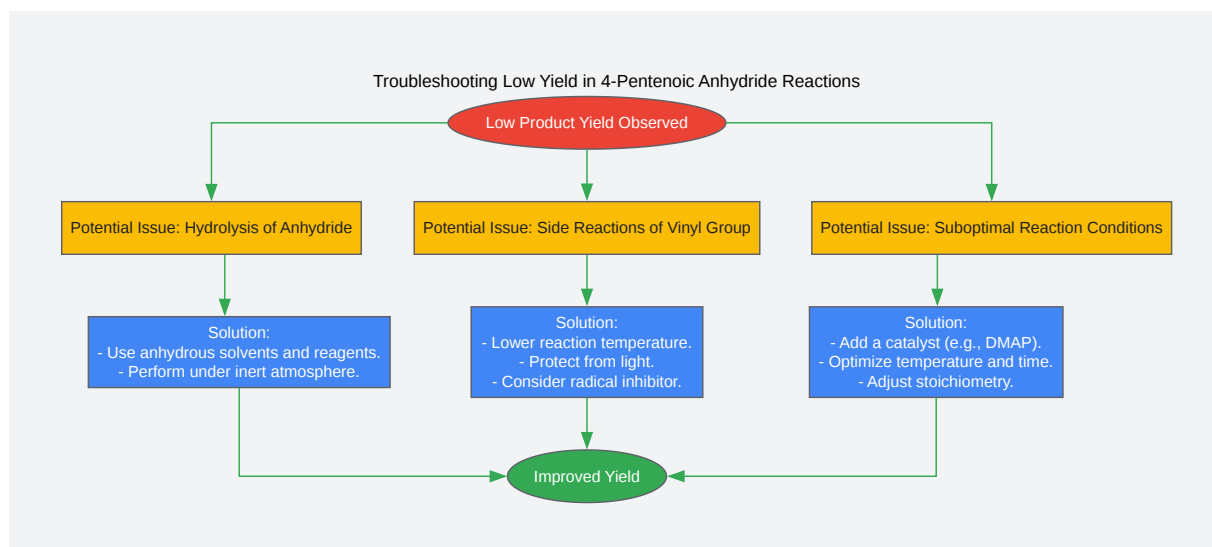 Troubleshooting Low Yield in 4-Pentenoic Anhydride Reactions
Low Product Yield Observed
Potential Issue: Hydrolysis of Anhydride
Potential Issue: Side Reactions of Vinyl Group
Potential Issue: Suboptimal Reaction Conditions
Solution:
- Use anhydrous solvents and reagents.
- Perform under inert atmosphere.
Solution:
- Lower reaction temperature.
- Protect from light.
- Consider radical inhibitor.
Solution:
- Add a catalyst (e.g., DMAP).
- Optimize temperature and time.
- Adjust stoichiometry.
Improved Yield